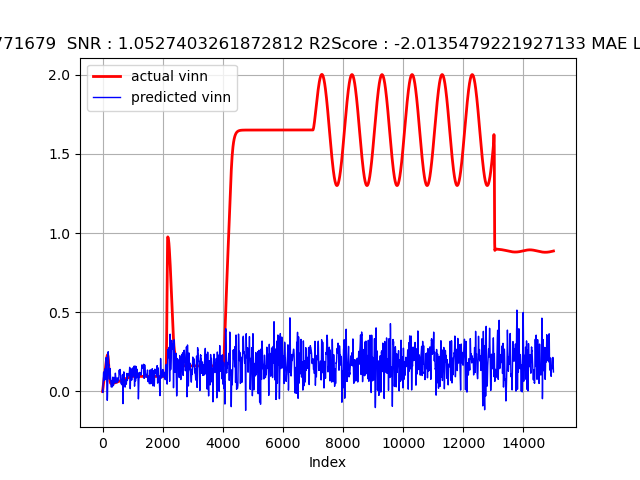 771679  SNR : 1.0527403261872812 R2Score : -2.0135479221927133 MAE L
actual vinn
predicted vinn
2.0
1.5
1.0
0.5
0.0
0 2000 4000 6000 8000 10000 12000 14000
Index